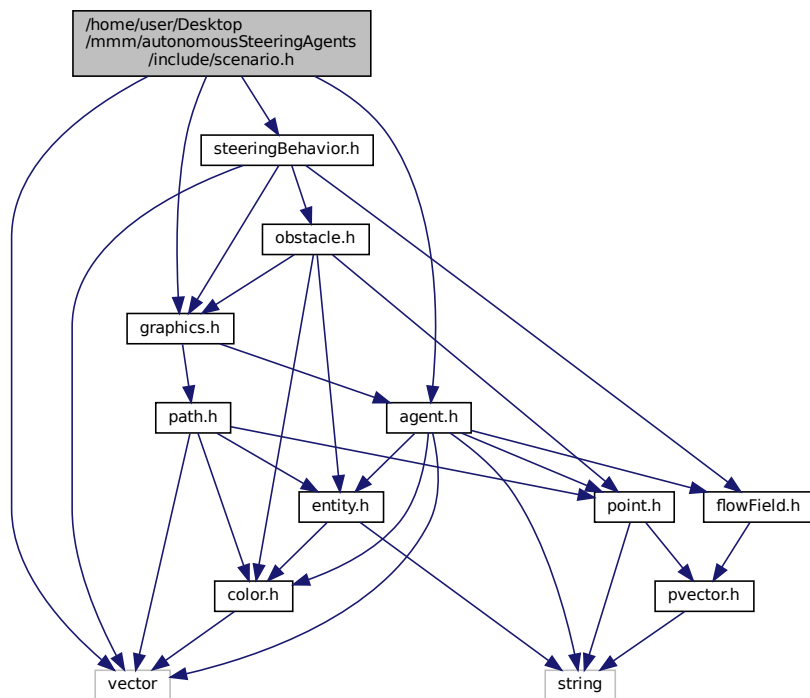 /home/user/Desktop
/mmm/autonomousSteeringAgents
/include/scenario.h
steeringBehavior.h
obstacle.h
graphics.h
path.h
agent.h
entity.h
point.h
flowField.h
color.h
pvector.h
vector
string